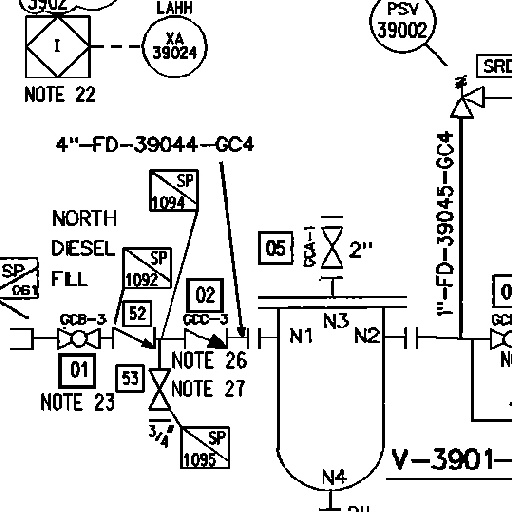 3902
LAHH
PSV
39002
I
XA
39024
SRD
NOTE 22
4"-FD-39044-GC4
SP
1094
1"-FD-39045-GC4
NORTH
DIESEL
FILL
05
GCA-1
2"
SP
061
SP
1092
02
52
GCB-3
GCC-3
N3
N1
N2
01
NOTE 26
53
NOTE 27
NOTE 23
3/4"
SP
1095
N4
V-3901-